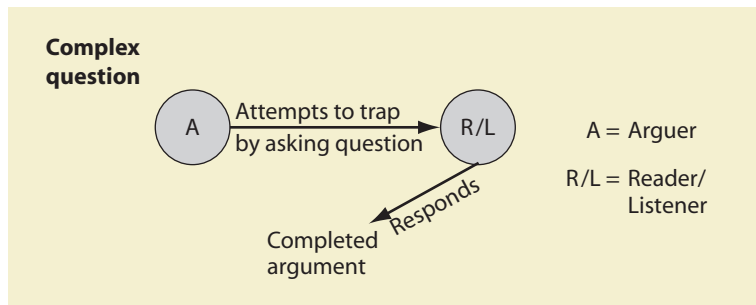 Complex
question
A
Attempts to trap
by asking question
R/L
A = Arguer
R/L = Reader/
Listener
Responds
Completed
argument